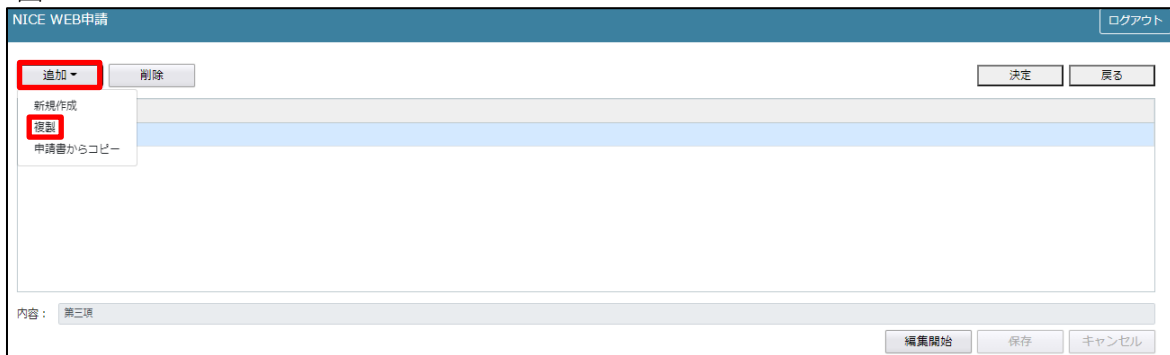 NICE WEB申請 ログアウト
追加 削除 決定 戻る
新規作成
複製
申請書からコピー
内容： 第三項
編集開始 保存 キャンセル